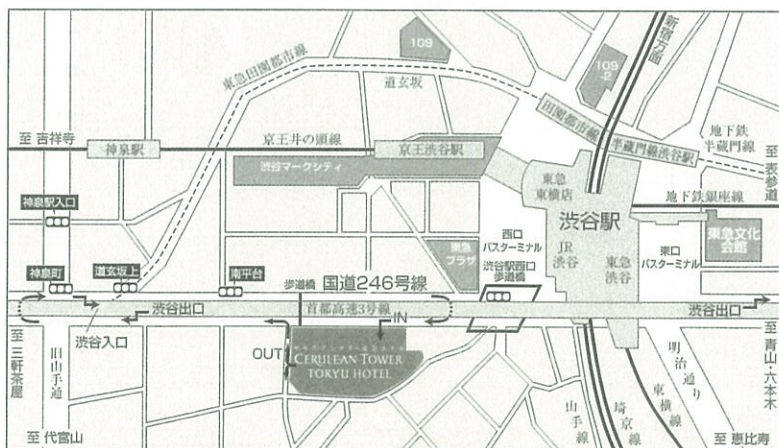 109
109-2
新宿方面
東急田園都市線
道玄坂
田園都市線
半蔵門線渋谷駅
地下鉄
半蔵門線
至表参道
至 吉祥寺
神泉駅
京王井の頭線
京王渋谷駅
渋谷マークシティ
東急
東横店
渋谷駅
地下鉄銀座線
神泉駅入口
西口
バスターミナル
JR
渋谷
東急
渋谷
東口
バスターミナル
東急文化
会館
東急
プラザ
神泉町
道玄坂上
南平台
歩道橋
国道246号線
渋谷駅西口
歩道橋
渋谷出口
首都高速3号線
渋谷出口
渋谷入口
IN
OUT
CERULEAN TOWER
TOKYU HOTEL
至三軒茶屋
旧山手通
至 代官山
山手線
埼京線
東横線
明治通り
至 恵比寿
至青山・六本木